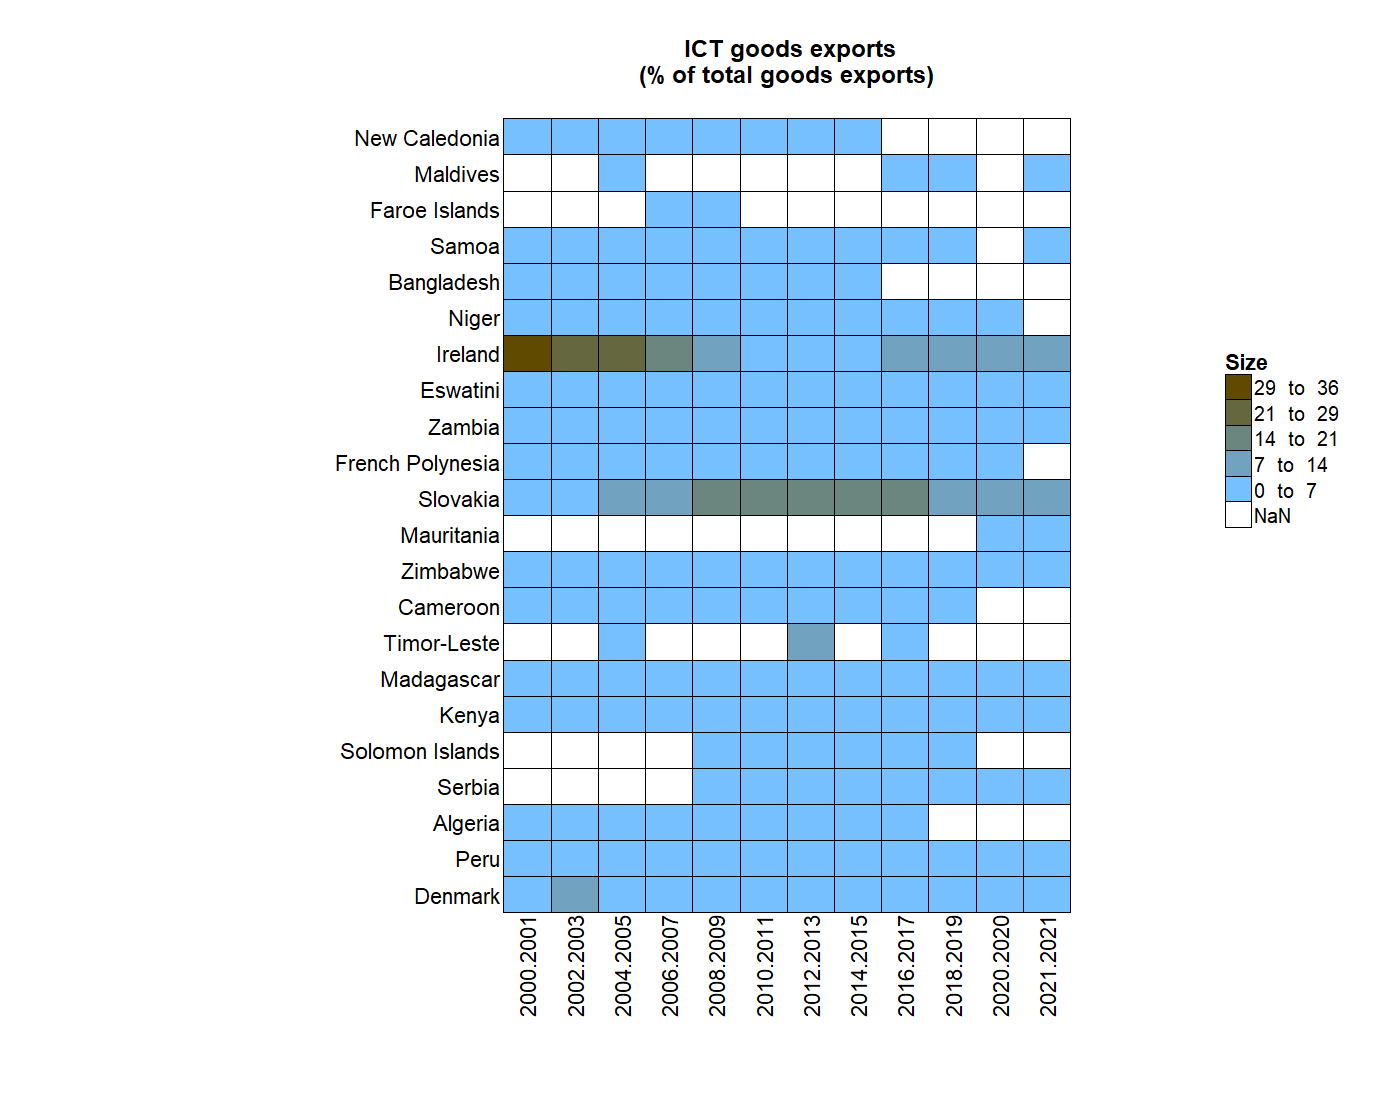 ICT goods exports
(% of total goods exports)
New Caledonia
Maldives
Faroe Islands
Samoa
Bangladesh
Niger
Ireland
Eswatini
Zambia
French Polynesia
Slovakia
Mauritania
Zimbabwe
Cameroon
Timor-Leste
Madagascar
Kenya
Solomon Islands
Serbia
Algeria
Peru
Denmark
2000.2001
2002.2003
2004.2005
2006.2007
2008.2009
2010.2011
2012.2013
2014.2015
2016.2017
2018.2019
2020.2020
2021.2021
Size
29 to 36
21 to 29
14 to 21
7 to 14
0 to 7
NaN